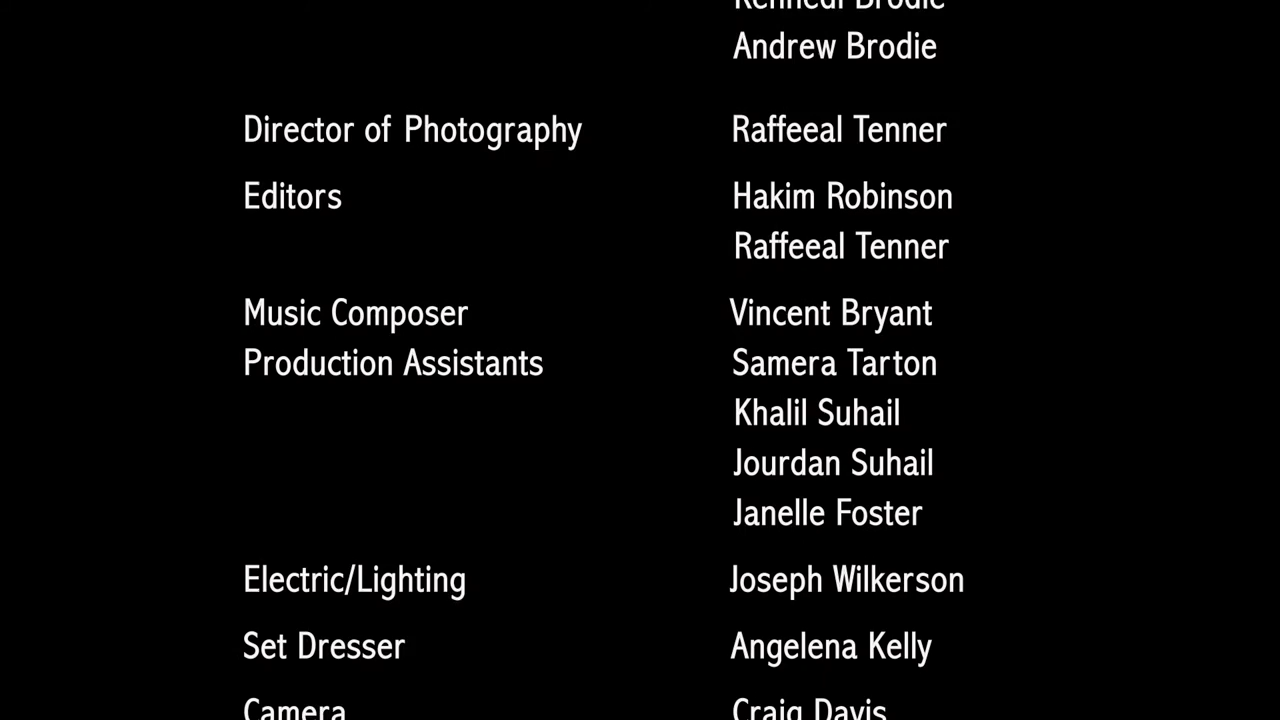 Kennedi Brodie
Andrew Brodie
Director of Photography Raffeeal Tenner
Editors Hakim Robinson
Raffeeal Tenner
Music Composer Vincent Bryant
Production Assistants Samera Tarton
Khalil Suhail
Jourdan Suhail
Janelle Foster
Electric/Lighting Joseph Wilkerson
Set Dresser Angelena Kelly
Camera Craig Davis